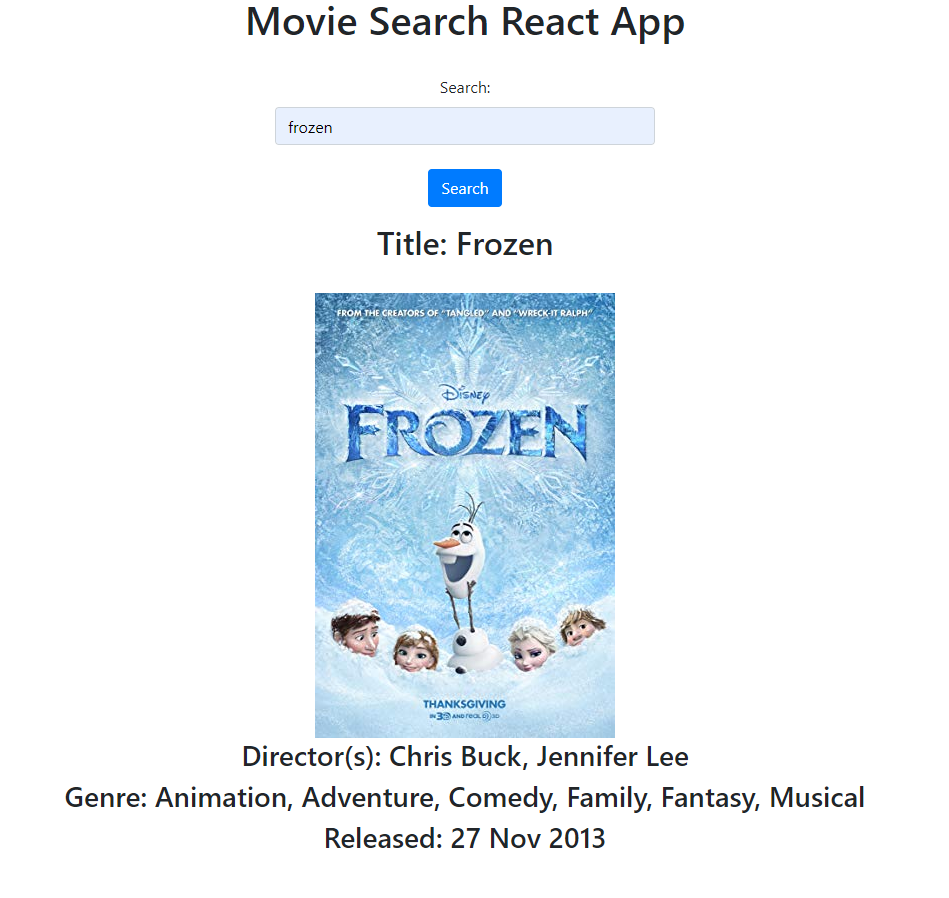 Movie Search React App
Search:
frozen
Search
Title: Frozen
FROM THE CREATORS OF "TANGLED" AND "WRECK-IT RALPH"
Disney
FROZEN
THANKSGIVING
IN 3D AND REAL D 3D
Director(s): Chris Buck, Jennifer Lee
Genre: Animation, Adventure, Comedy, Family, Fantasy, Musical
Released: 27 Nov 2013